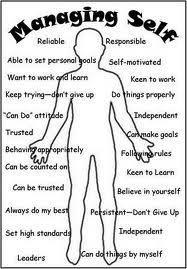 Managing Self
Reliable Responsible
Able to set personal goals Self-motivated
Want to work and learn Keen to work
Keep trying—don't give up Do things properly
"Can Do" attitude Independent
Trusted Can make goals
Behaving appropriately Following rules
Can be counted on Keen to Learn
Can be trusted Believe in yourself
Always do my best Persistent—Don't Give Up
Set high standards Independent
Leaders Can do things by myself